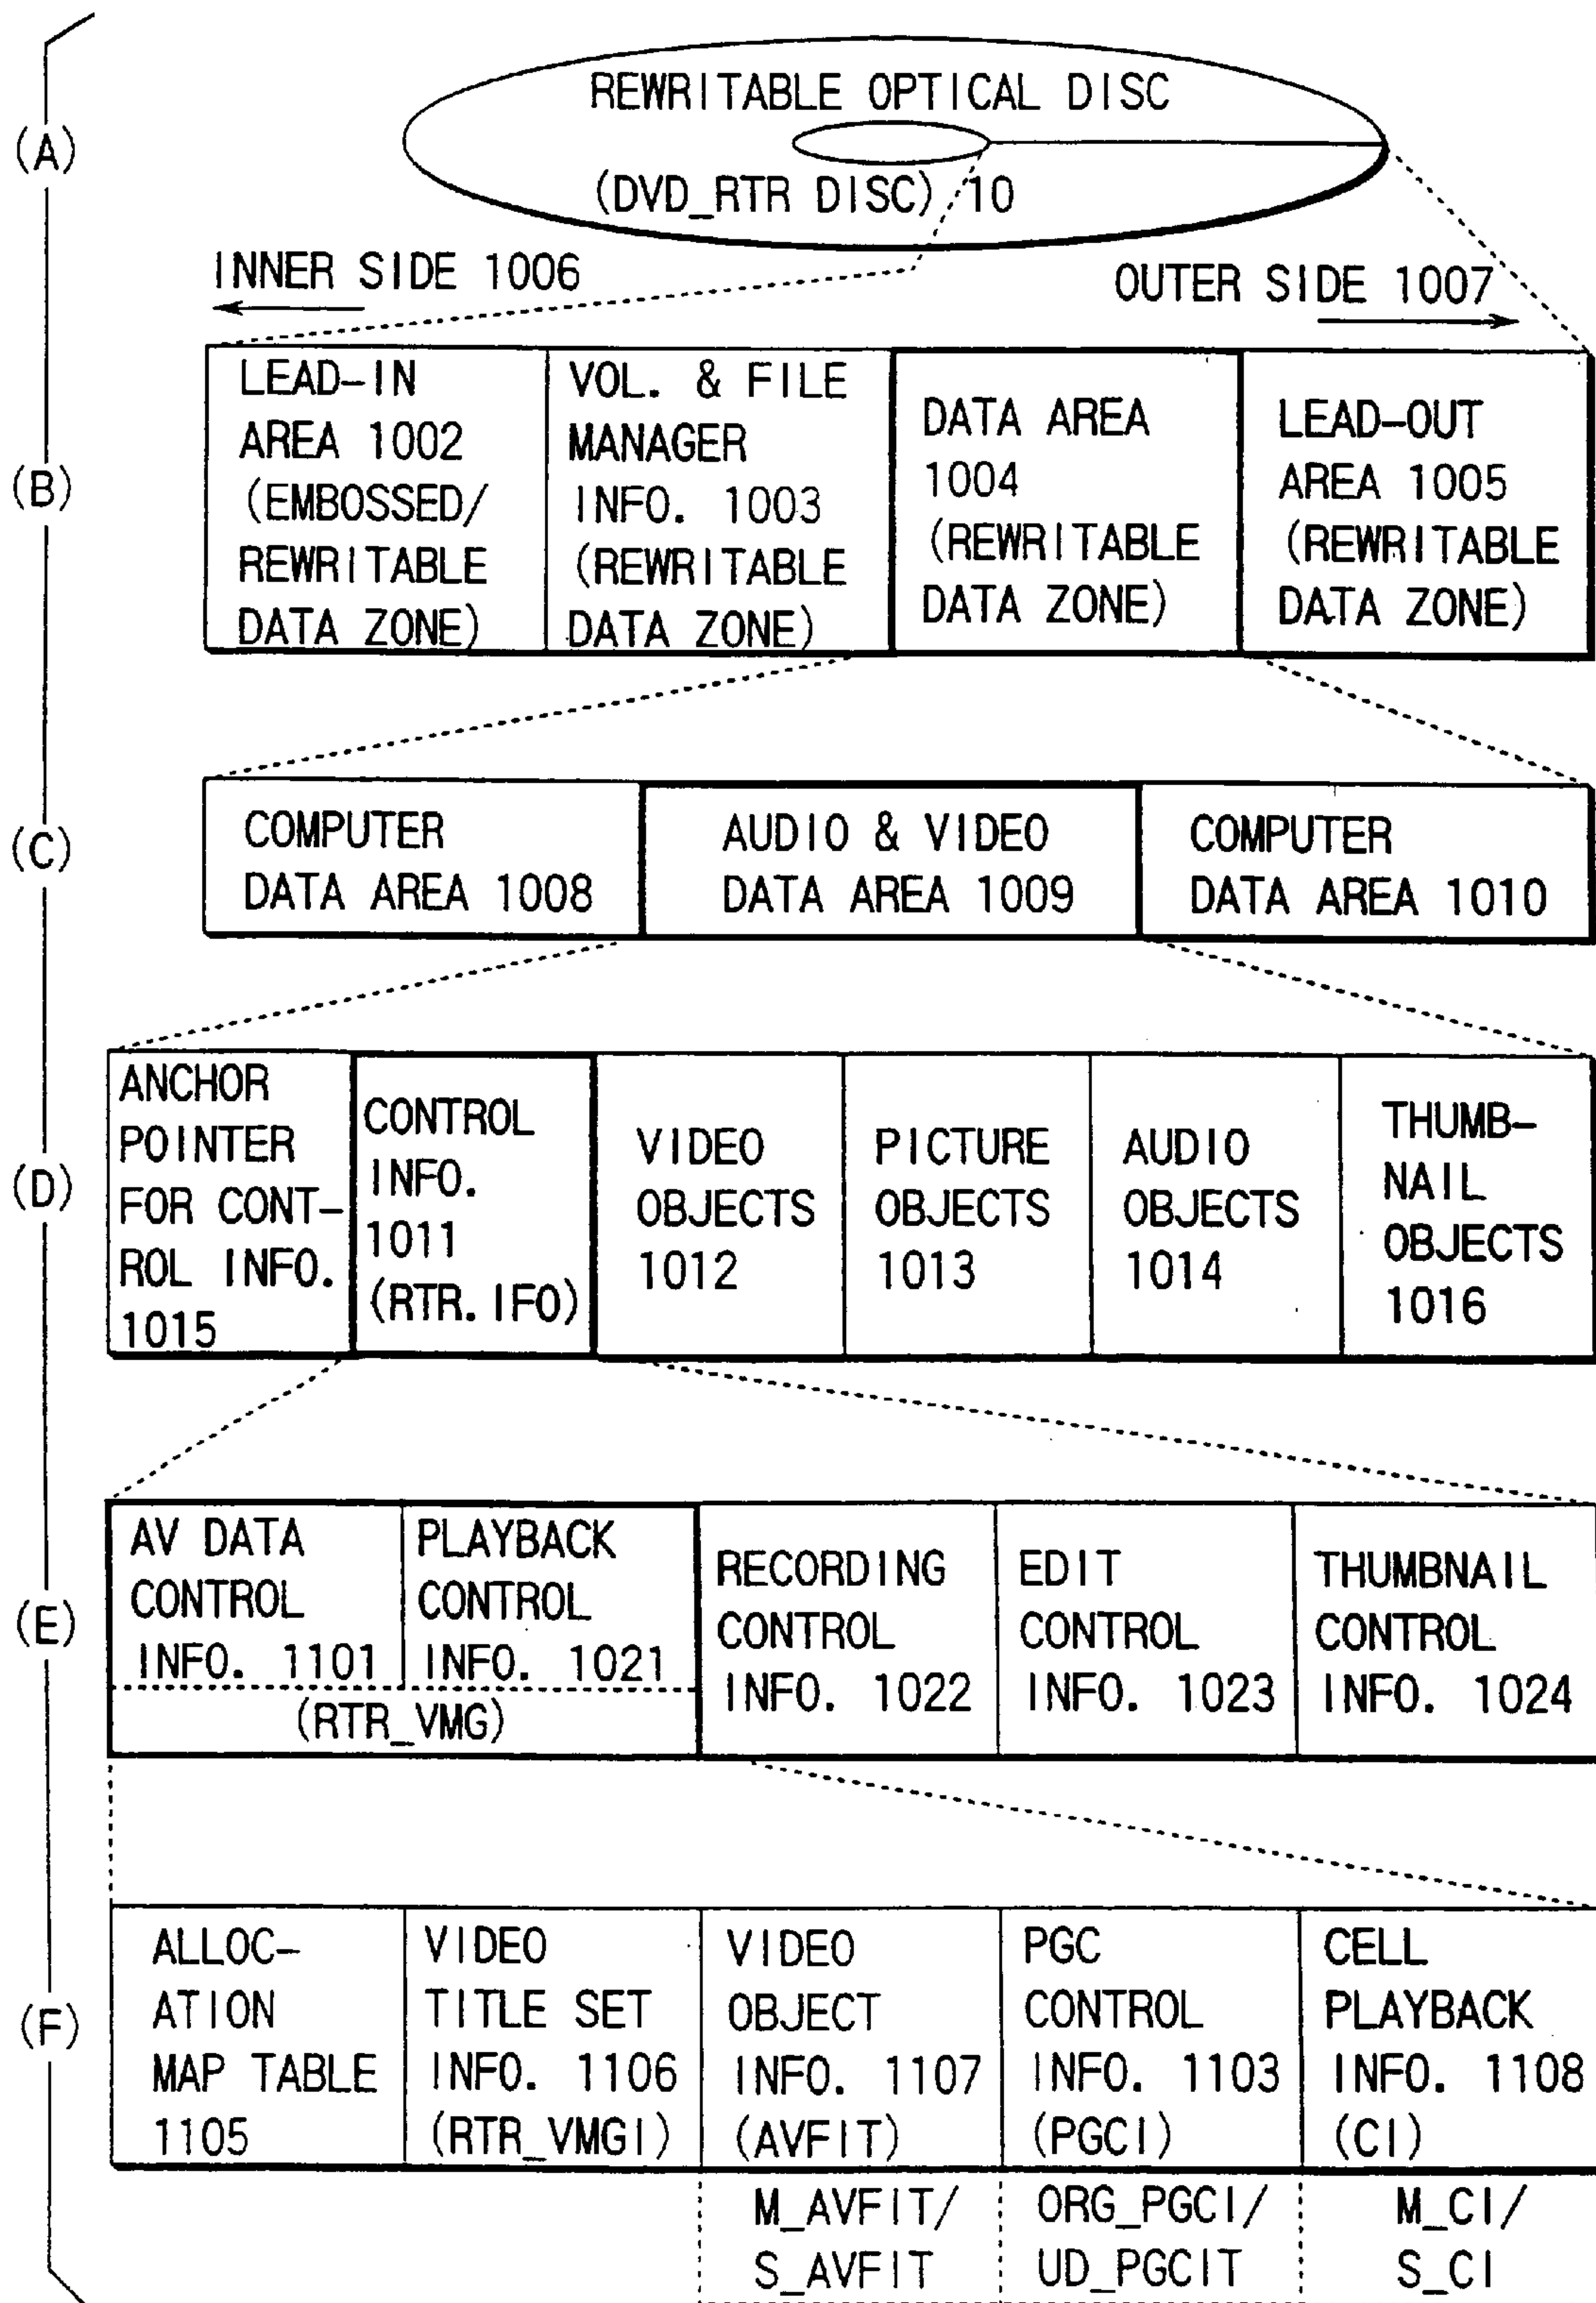 (A)
REWRITABLE OPTICAL DISC
(DVD_RTR DISC) 10
INNER SIDE 1006
OUTER SIDE 1007
(B)
LEAD-IN
AREA 1002
(EMBOSSED/
REWRITABLE
DATA ZONE)
VOL. & FILE
MANAGER
INFO. 1003
(REWRITABLE
DATA ZONE)
DATA AREA
1004
(REWRITABLE
DATA ZONE)
LEAD-OUT
AREA 1005
(REWRITABLE
DATA ZONE)
(C)
COMPUTER
DATA AREA 1008
AUDIO & VIDEO
DATA AREA 1009
COMPUTER
DATA AREA 1010
(D)
ANCHOR
POINTER
FOR CONT-
ROL INFO.
1015
CONTROL
INFO.
1011
(RTR.IFO)
VIDEO
OBJECTS
1012
PICTURE
OBJECTS
1013
AUDIO
OBJECTS
1014
THUMB-
NAIL
OBJECTS
1016
(E)
AV DATA
CONTROL
INFO. 1101
PLAYBACK
CONTROL
INFO. 1021
(RTR_VMG)
RECORDING
CONTROL
INFO. 1022
EDIT
CONTROL
INFO. 1023
THUMBNAIL
CONTROL
INFO. 1024
(F)
ALLOC-
ATION
MAP TABLE
1105
VIDEO
TITLE SET
INFO. 1106
(RTR_VMGI)
VIDEO
OBJECT
INFO. 1107
(AVFIT)
PGC
CONTROL
INFO. 1103
(PGCI)
CELL
PLAYBACK
INFO. 1108
(CI)
M_AVFIT/
S_AVFIT
ORG_PGCI/
UD_PGCIT
M_CI/
S_CI